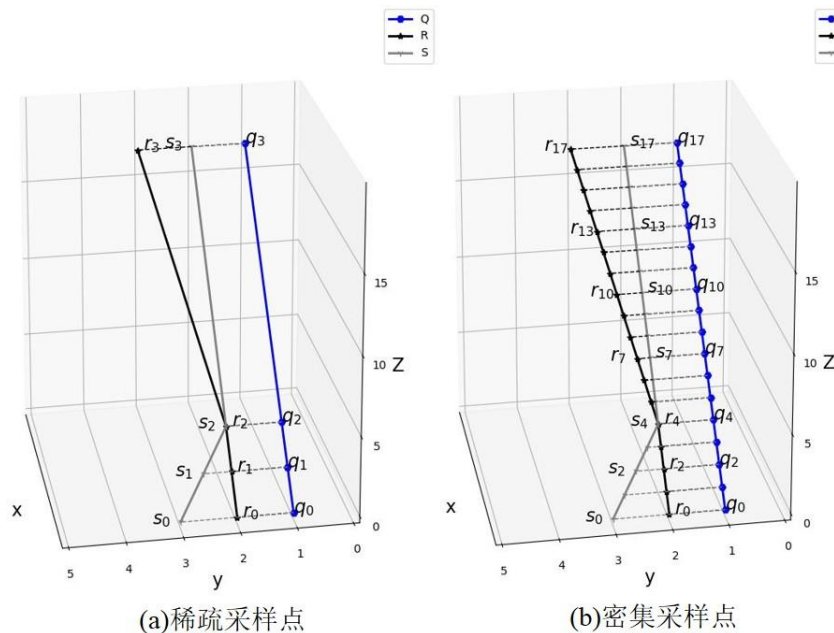 Q
R
S
r₃ s₃ q₃
s₂ r₂ q₂
s₁ r₁ q₁
s₀ r₀ q₀
15
10
5
0
Z
x
5 4 3 2 1 0
y
(a)稀疏采样点
r₁₇ s₁₇ q₁₇
r₁₃ s₁₃ q₁₃
r₁₀ s₁₀ q₁₀
r₇ s₇ q₇
s₄ r₄ q₄
s₂ r₂ q₂
s₀ r₀ q₀
15
10
5
0
Z
x
5 4 3 2 1 0
y
(b)密集采样点